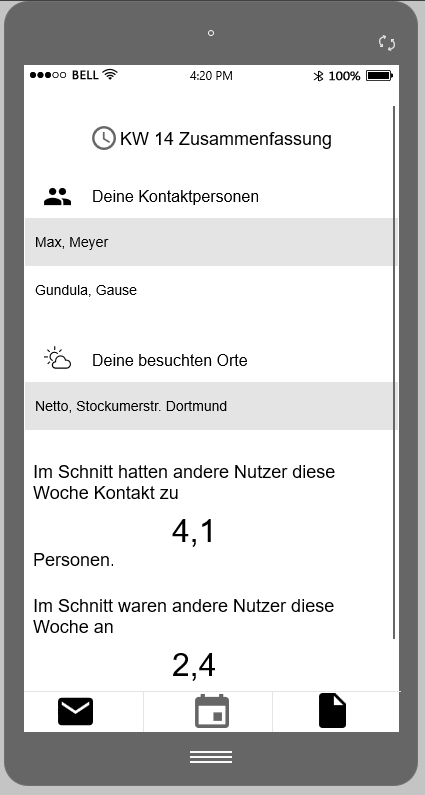 BELL 4:20 PM 100%
KW 14 Zusammenfassung
Deine Kontaktpersonen
Max, Meyer
Gundula, Gause
Deine besuchten Orte
Netto, Stockumerstr. Dortmund
Im Schnitt hatten andere Nutzer diese
Woche Kontakt zu
4,1
Personen.
Im Schnitt waren andere Nutzer diese
Woche an
2,4